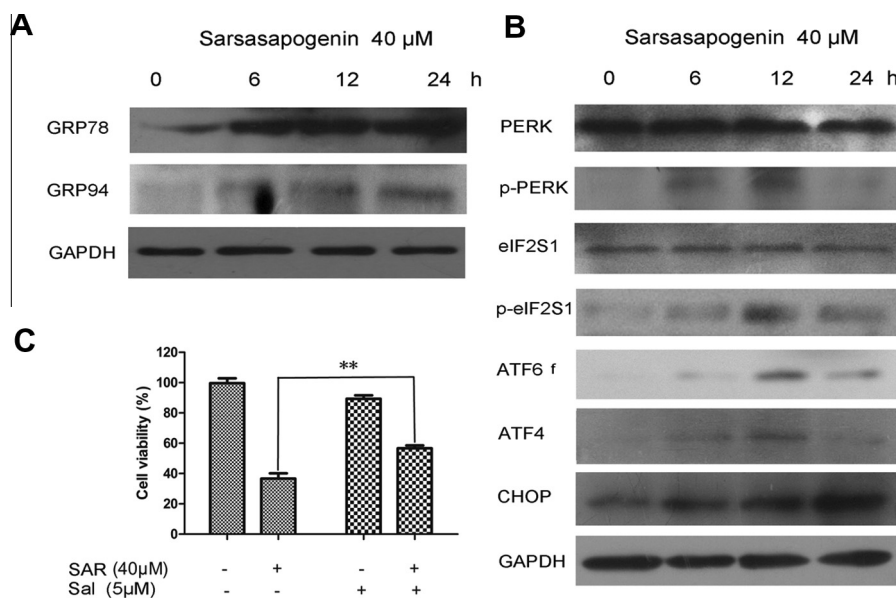 A
Sarsasapogenin 40 μM
0 6 12 24 h
GRP78
GRP94
GAPDH
B
Sarsasapogenin 40 μM
0 6 12 24 h
PERK
p-PERK
eIF2S1
p-eIF2S1
ATF6 f
ATF4
CHOP
GAPDH
C
Cell viability (%)
120
100
80
60
40
20
0
**
SAR (40μM) - + - +
Sal (5μM) - - + +